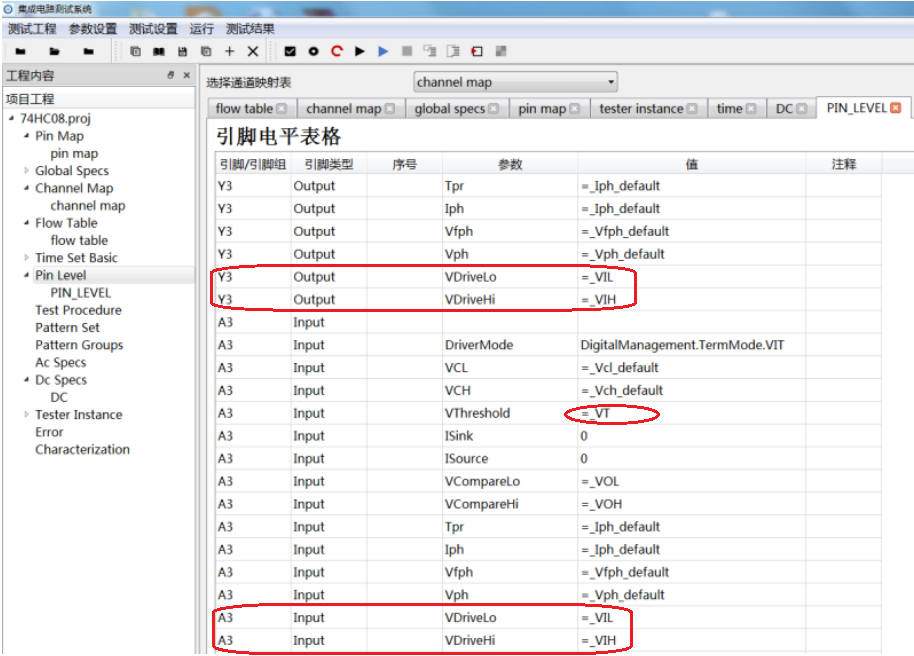 集成电路测试系统
测试工程 参数设置 测试设置 运行 测试结果
工程内容
项目工程
74HC08.proj
Pin Map
pin map
Global Specs
Channel Map
channel map
Flow Table
flow table
Time Set Basic
Pin Level
PIN_LEVEL
Test Procedure
Pattern Set
Pattern Groups
Ac Specs
Dc Specs
DC
Tester Instance
Error
Characterization
选择通道映射表 channel map
flow table channel map global specs pin map tester instance time DC PIN_LEVEL
引脚电平表格
引脚/引脚组 引脚类型 序号 参数 值 注释
Y3 Output Tpr =_Iph_default
Y3 Output Iph =_Iph_default
Y3 Output Vfph =_Vfph_default
Y3 Output Vph =_Vph_default
Y3 Output VDriveLo =_VIL
Y3 Output VDriveHi =_VIH
A3 Input
A3 Input DriverMode DigitalManagement.TermMode.VIT
A3 Input VCL =_Vcl_default
A3 Input VCH =_Vch_default
A3 Input VThreshold =_VT
A3 Input ISink 0
A3 Input ISource 0
A3 Input VCompareLo =_VOL
A3 Input VCompareHi =_VOH
A3 Input Tpr =_Iph_default
A3 Input Iph =_Iph_default
A3 Input Vfph =_Vfph_default
A3 Input Vph =_Vph_default
A3 Input VDriveLo =_VIL
A3 Input VDriveHi =_VIH